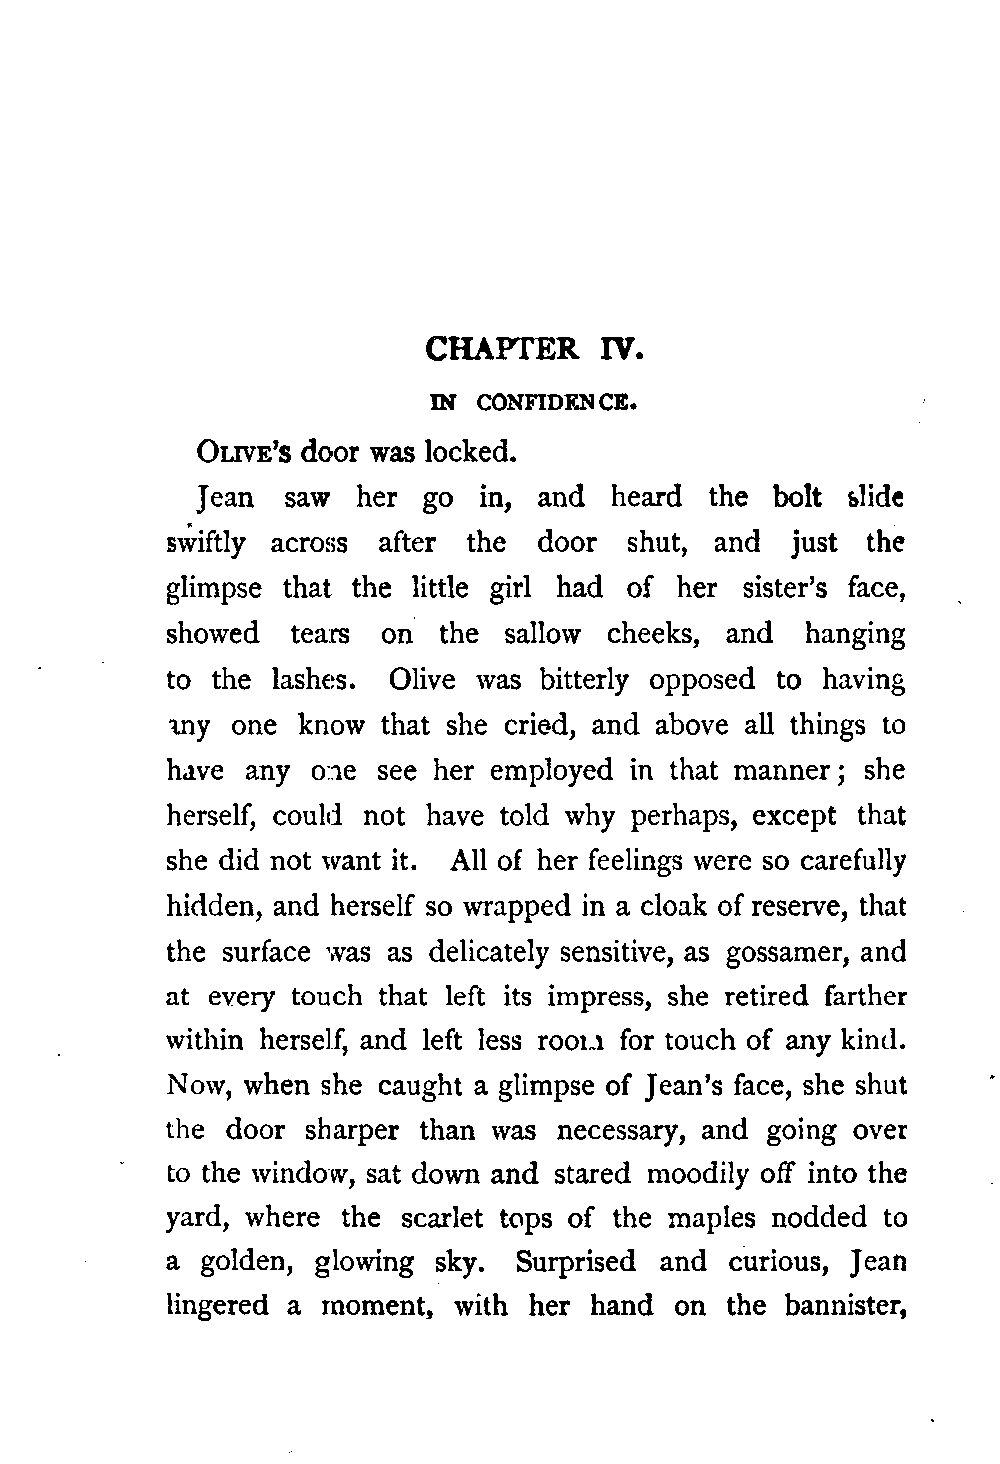 CHAPTER IV.
IN CONFIDENCE.
OLIVE'S door was locked.
Jean saw her go in, and heard the bolt slide
swiftly across after the door shut, and just the
glimpse that the little girl had of her sister's face,
showed tears on the sallow cheeks, and hanging
to the lashes. Olive was bitterly opposed to having
any one know that she cried, and above all things to
have any one see her employed in that manner; she
herself, could not have told why perhaps, except that
she did not want it. All of her feelings were so carefully
hidden, and herself so wrapped in a cloak of reserve, that
the surface was as delicately sensitive, as gossamer, and
at every touch that left its impress, she retired farther
within herself, and left less room for touch of any kind.
Now, when she caught a glimpse of Jean's face, she shut
the door sharper than was necessary, and going over
to the window, sat down and stared moodily off into the
yard, where the scarlet tops of the maples nodded to
a golden, glowing sky. Surprised and curious, Jean
lingered a moment, with her hand on the bannister,